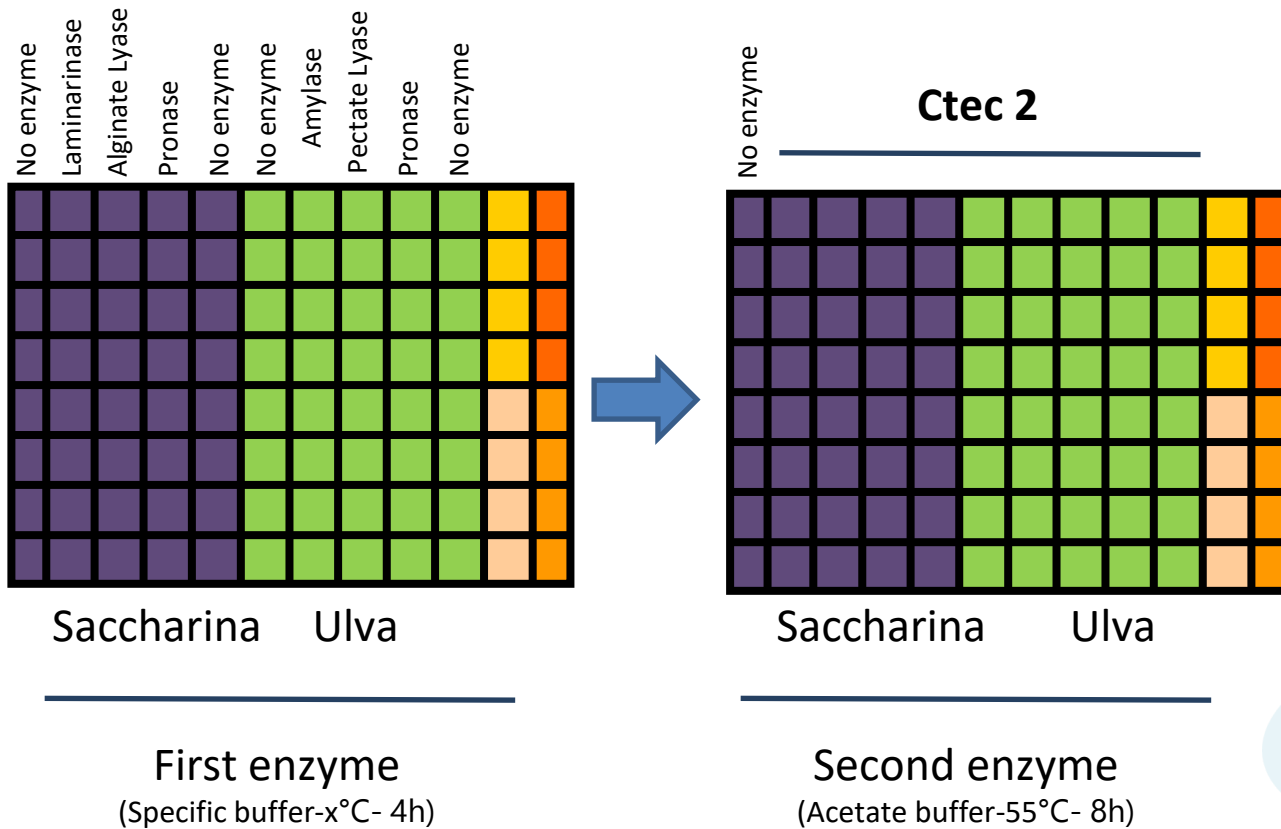 No enzyme
Laminarinase
Alginate Lyase
Pronase
No enzyme
No enzyme
Amylase
Pectate Lyase
Pronase
No enzyme
No enzyme
Ctec 2
Saccharina
Ulva
Saccharina
Ulva
First enzyme
(Specific buffer-x°C- 4h)
Second enzyme
(Acetate buffer-55°C- 8h)